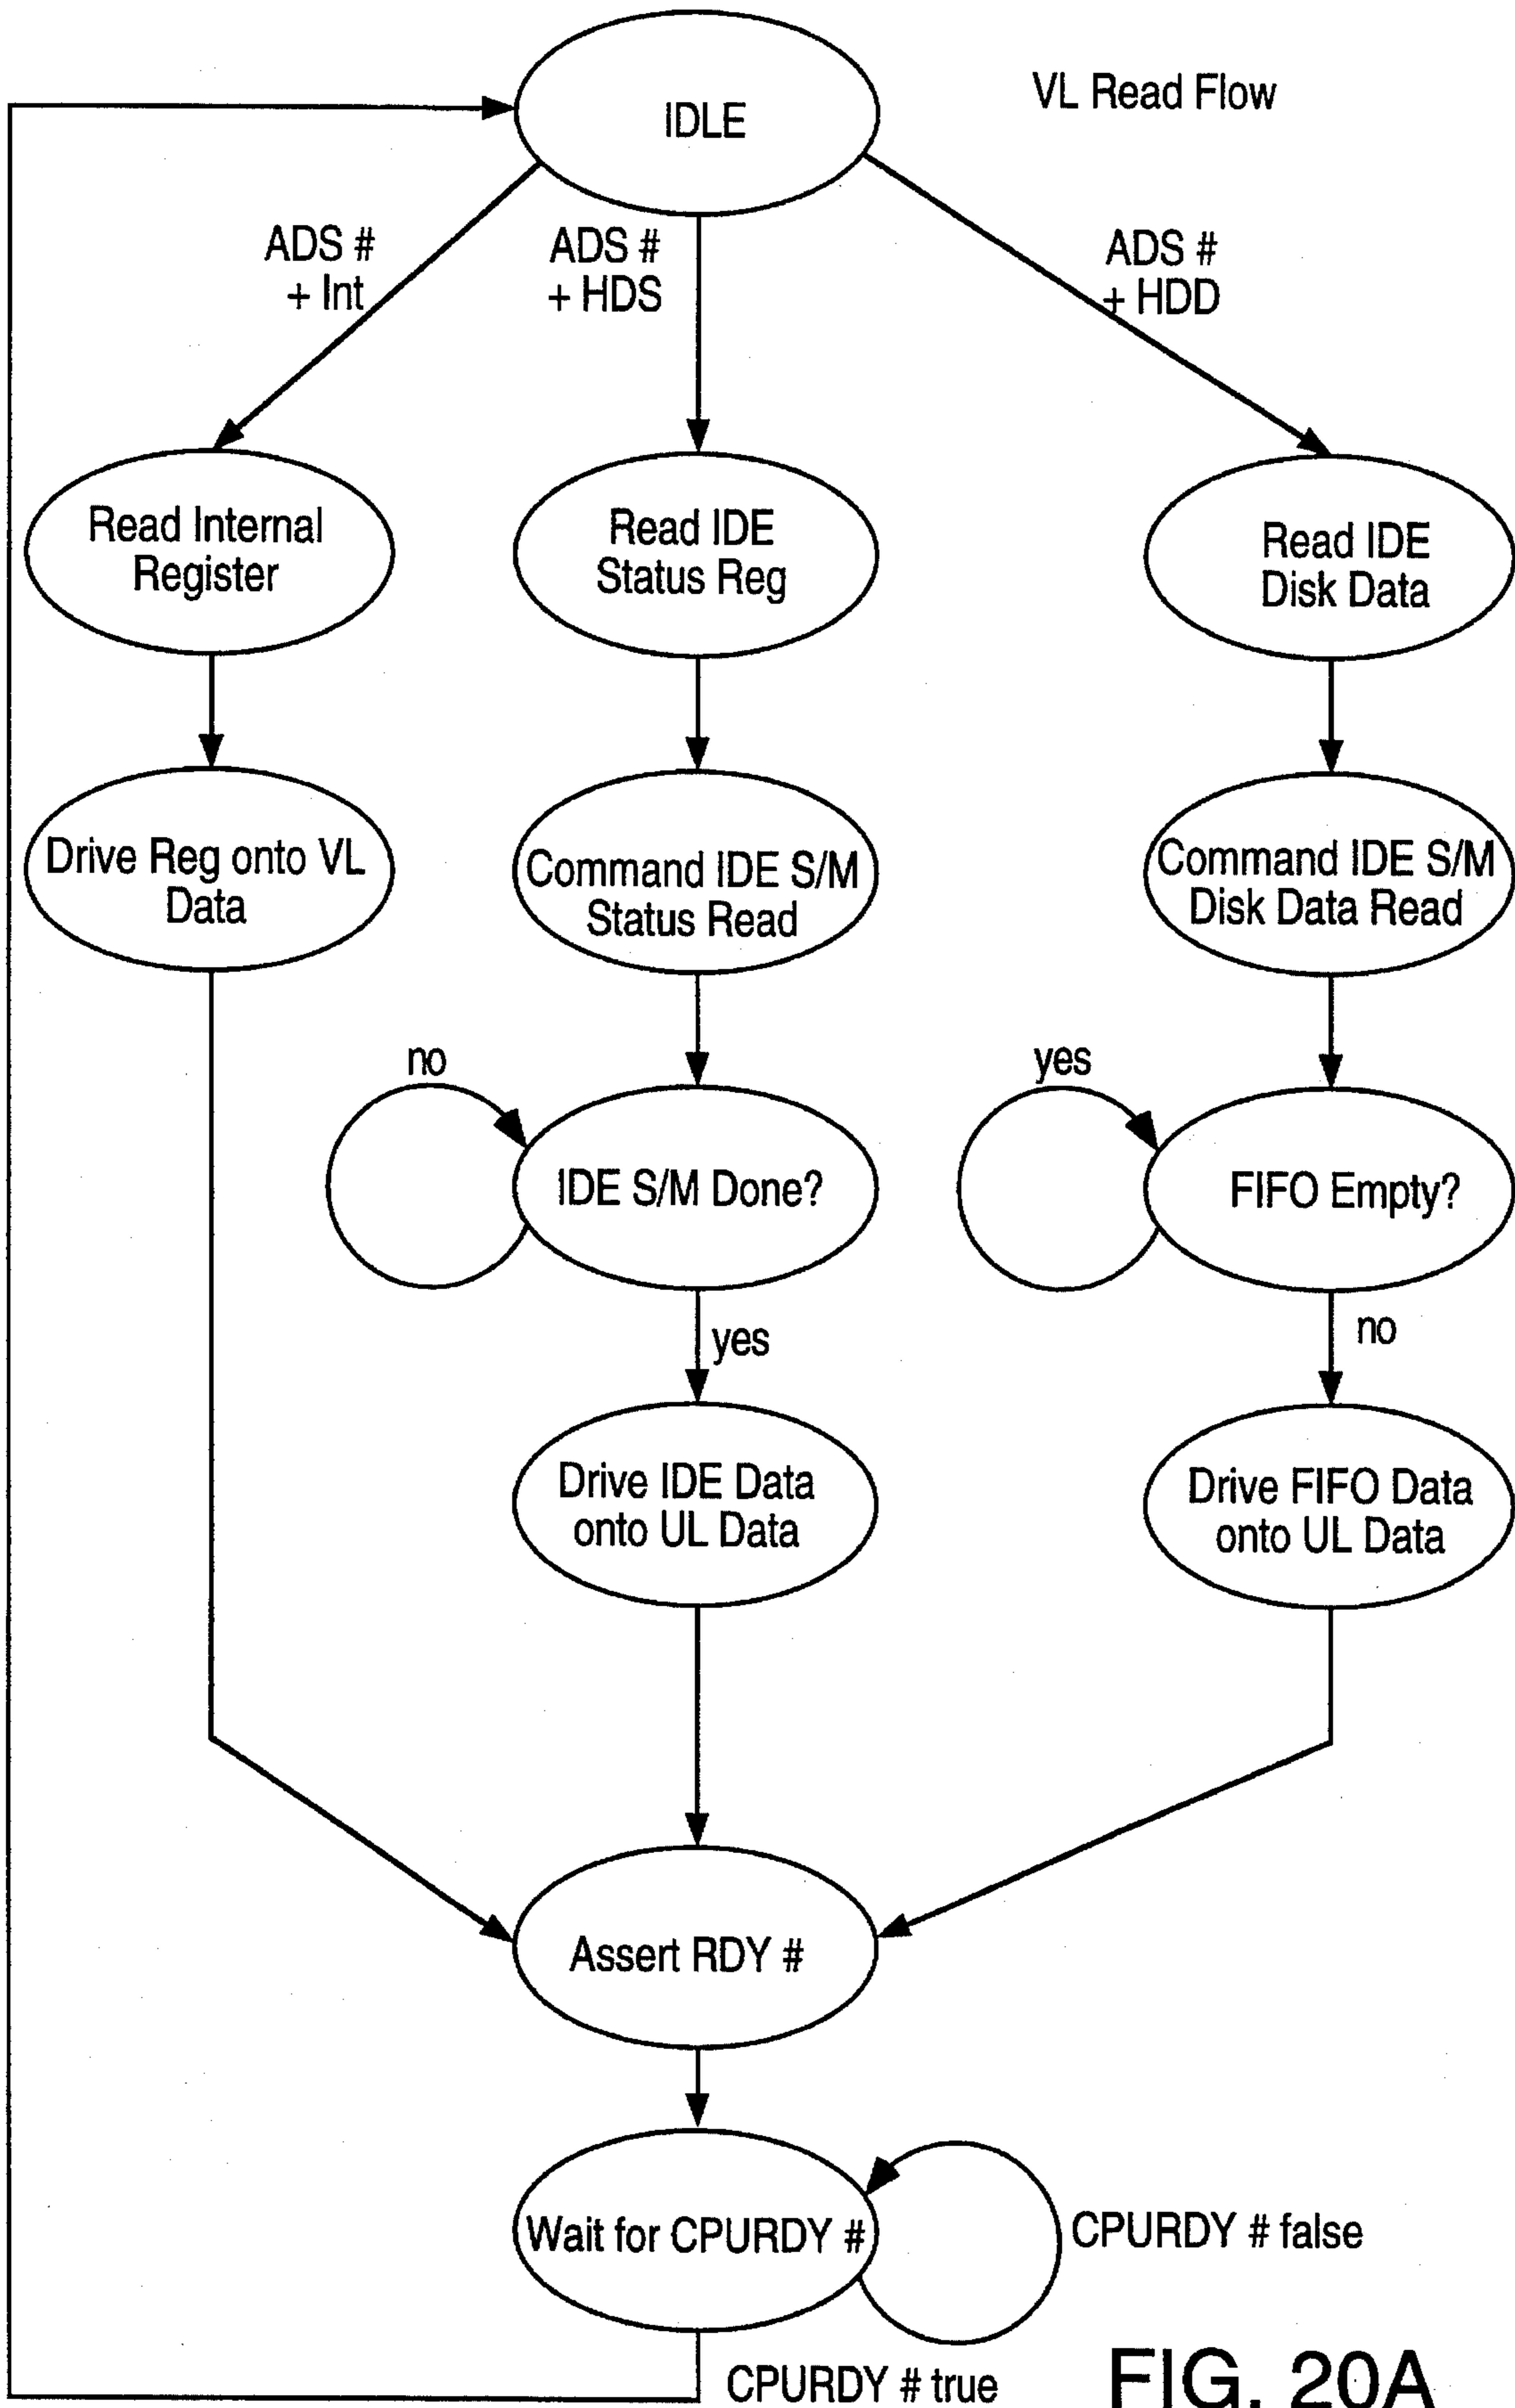 VL Read Flow
IDLE
ADS #
+ Int
ADS #
+ HDS
ADS #
+ HDD
Read Internal
Register
Read IDE
Status Reg
Read IDE
Disk Data
Drive Reg onto VL
Data
Command IDE S/M
Status Read
Command IDE S/M
Disk Data Read
no
yes
IDE S/M Done?
FIFO Empty?
yes
no
Drive IDE Data
onto UL Data
Drive FIFO Data
onto UL Data
Assert RDY #
Wait for CPURDY #
CPURDY # false
CPURDY # true
FIG. 20A